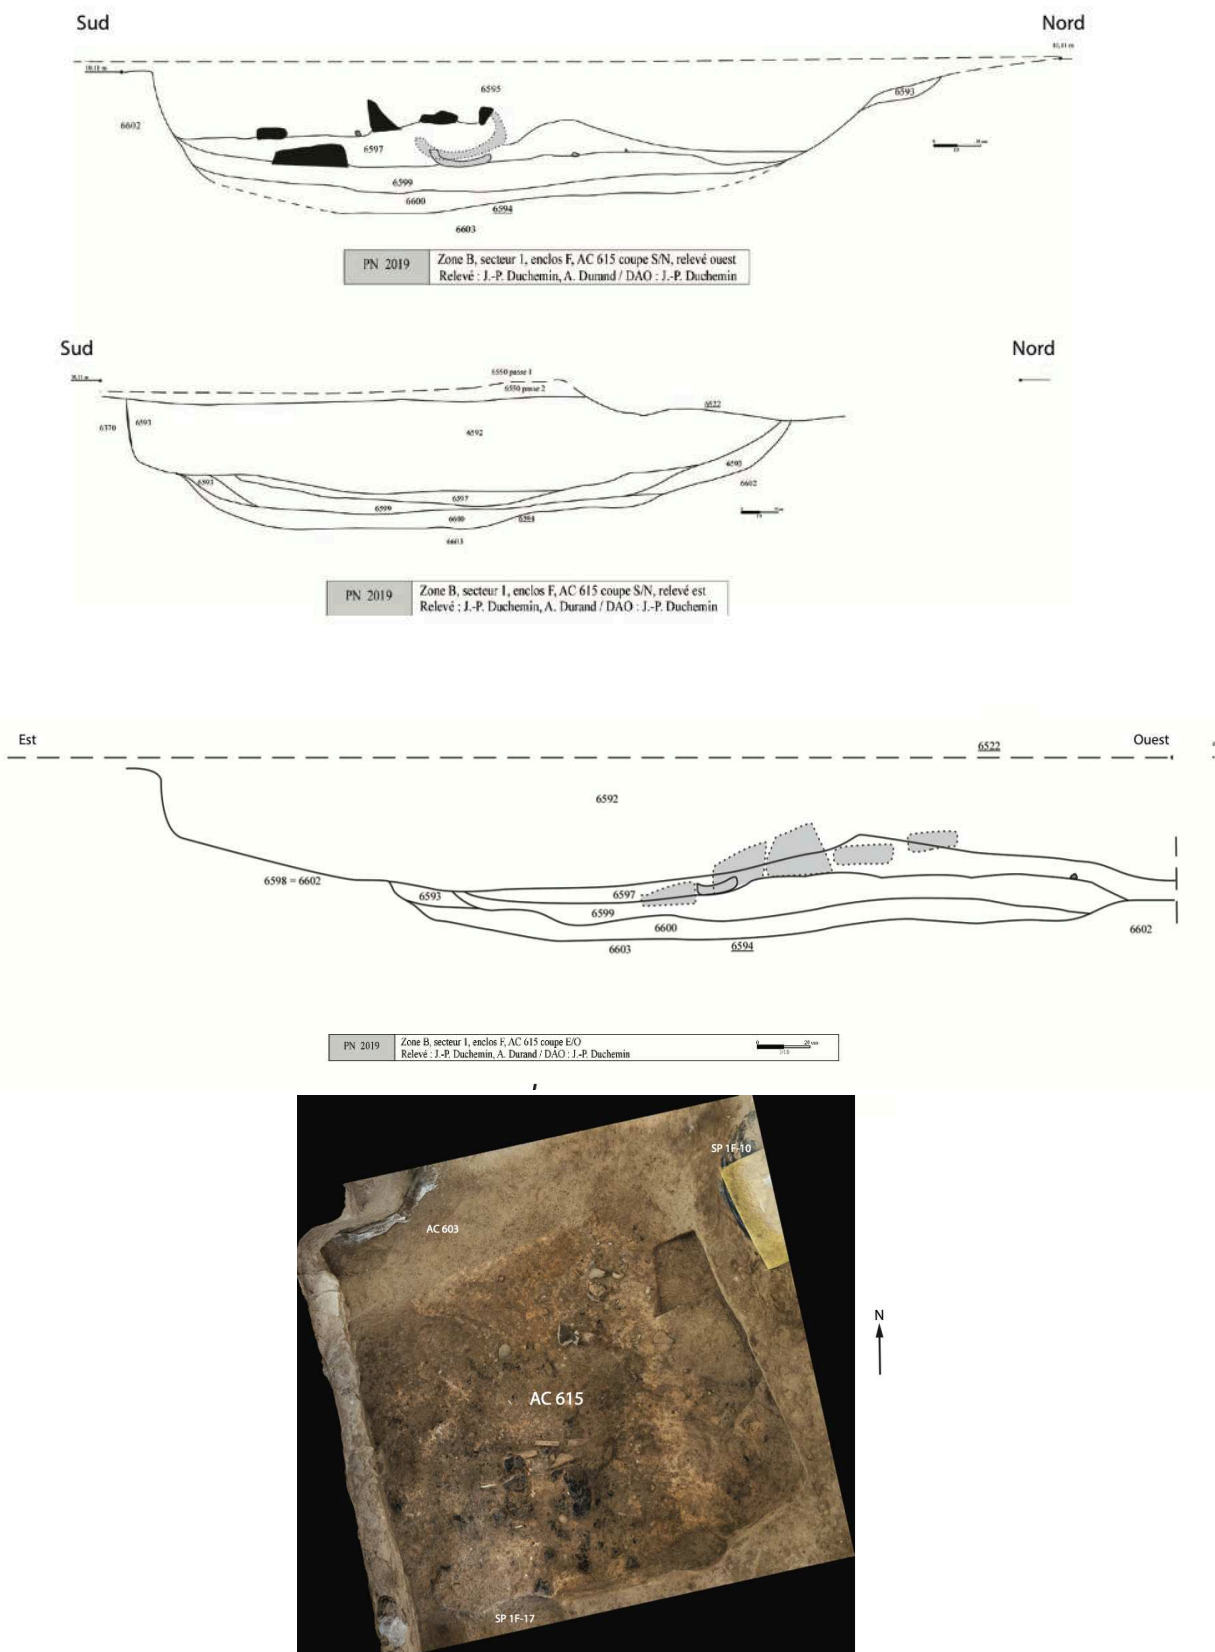 Sud
Nord
10,11 m
6595
6593
6602
6597
6599
6600
6594
6603
PN 2019
Zone B, secteur 1, enclos F, AC 615 coupe S/N, relevé ouest
Relevé : J.-P. Duchemin, A. Durand / DAO : J.-P. Duchemin
Sud
Nord
6550 passe 1
6550 passe 2
6522
6370
6593
6592
6593
6593
6602
6597
6599
6600
6594
6603
PN 2019
Zone B, secteur 1, enclos F, AC 615 coupe S/N, relevé est
Relevé : J.-P. Duchemin, A. Durand / DAO : J.-P. Duchemin
Est
6522
Ouest
6592
6598 = 6602
6593
6597
6599
6600
6602
6603
6594
PN 2019
Zone B, secteur 1, enclos F, AC 615 coupe E/O
Relevé : J.-P. Duchemin, A. Durand / DAO : J.-P. Duchemin
0
20 cm
SP 1F-10
AC 603
N
AC 615
SP 1F-17